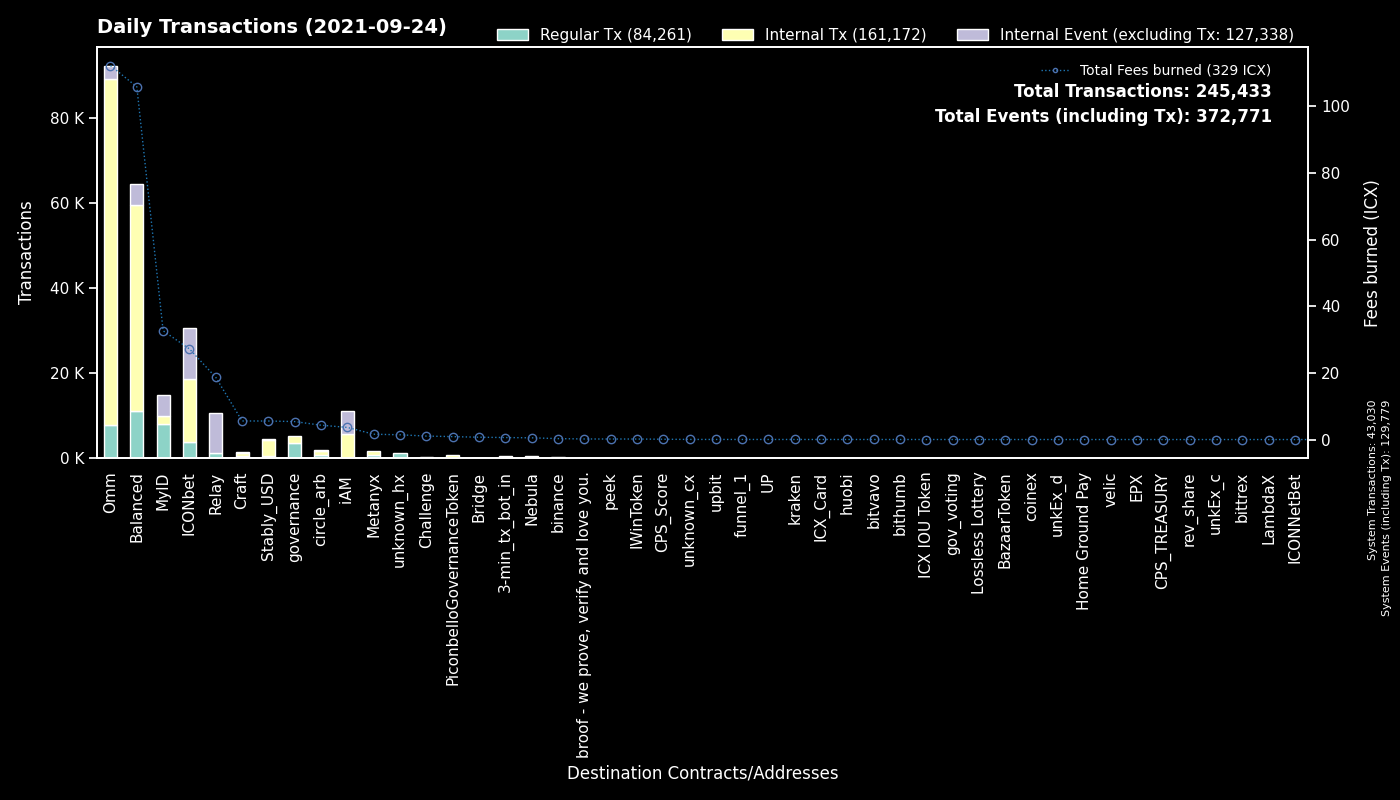 Daily Transactions (2021-09-24)
Regular Tx (84,261)
Internal Tx (161,172)
Internal Event (excluding Tx: 127,338)
Total Fees burned (329 ICX)
Total Transactions: 245,433
Total Events (including Tx): 372,771
Transactions
80 K
60 K
40 K
20 K
0 K
100
80
60
40
20
0
Fees burned (ICX)
System Transactions: 43,030
System Events (including Tx): 129,779
Omm
Balanced
MyID
ICONbet
Relay
Craft
Stably_USD
governance
circle_arb
iAM
Metanyx
unknown_hx
Challenge
PiconbelloGovernanceToken
Bridge
3-min_tx_bot_in
Nebula
binance
broof - we prove, verify and love you.
peek
IWinToken
CPS_Score
unknown_cx
upbit
funnel_1
UP
kraken
ICX_Card
huobi
bitvavo
bithumb
ICX IOU Token
gov_voting
Lossless Lottery
BazaarToken
coinex
unkEx_d
Home Ground Pay
velic
EPX
CPS_TREASURY
rev_share
unkEx_c
bittrex
LambdaX
ICONNetBet
Destination Contracts/Addresses